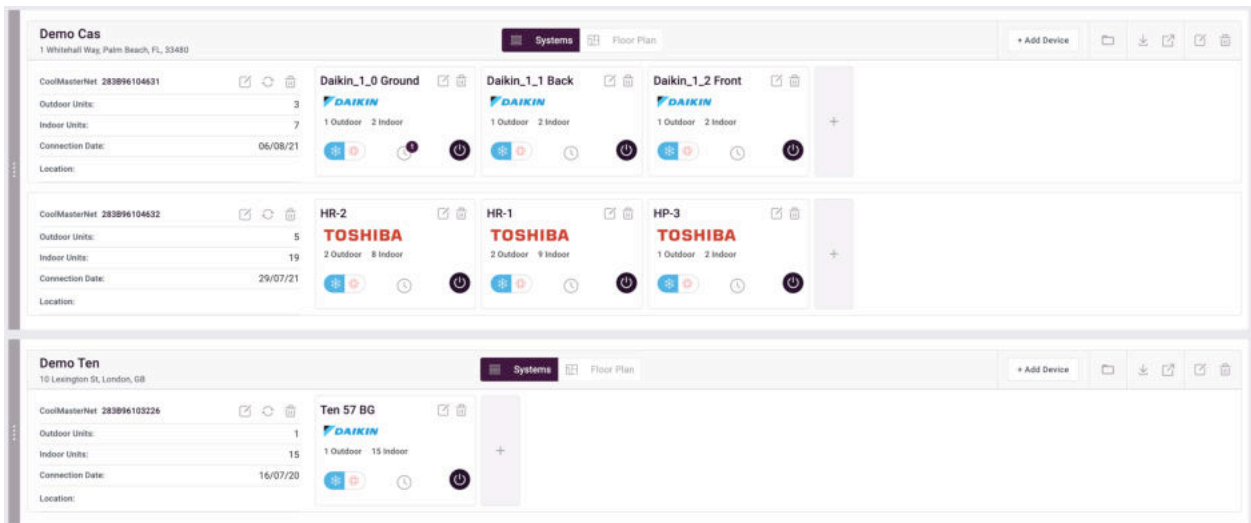 Demo Cas
1 Whitehall Way, Palm Beach, FL, 33480
Systems
Floor Plan
+ Add Device
CoolMasterNet 283B96104631
Outdoor Units: 3
Indoor Units: 7
Connection Date: 06/08/21
Location:
Daikin_1_0 Ground
DAIKIN
1 Outdoor 2 Indoor
1
Daikin_1_1 Back
DAIKIN
1 Outdoor 2 Indoor
Daikin_1_2 Front
DAIKIN
1 Outdoor 2 Indoor
+
CoolMasterNet 283B96104632
Outdoor Units: 5
Indoor Units: 19
Connection Date: 29/07/21
Location:
HR-2
TOSHIBA
2 Outdoor 8 Indoor
HR-1
TOSHIBA
2 Outdoor 9 Indoor
HP-3
TOSHIBA
1 Outdoor 2 Indoor
+
Demo Ten
10 Lexington St, London, GB
Systems
Floor Plan
+ Add Device
CoolMasterNet 283B96103226
Outdoor Units: 1
Indoor Units: 15
Connection Date: 16/07/20
Location:
Ten 57 BG
DAIKIN
1 Outdoor 15 Indoor
+